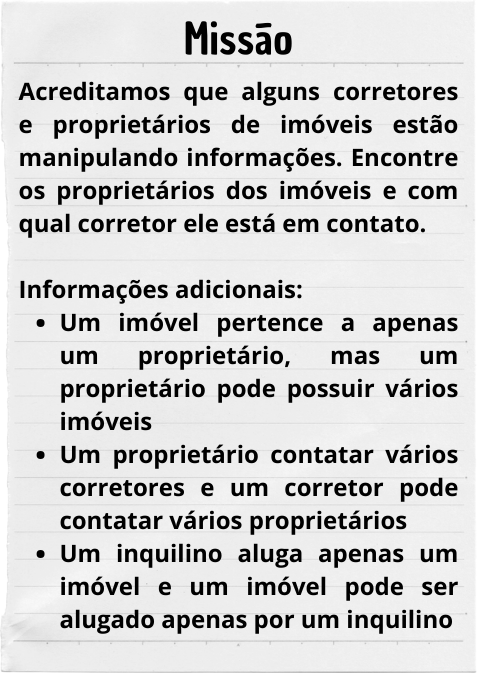 Missão
Acreditamos que alguns corretores
e proprietários de imóveis estão
manipulando informações. Encontre
os proprietários dos imóveis e com
qual corretor ele está em contato.
Informações adicionais:
• Um imóvel pertence a apenas
um proprietário, mas um
proprietário pode possuir vários
imóveis
• Um proprietário contatar vários
corretores e um corretor pode
contatar vários proprietários
• Um inquilino aluga apenas um
imóvel e um imóvel pode ser
alugado apenas por um inquilino